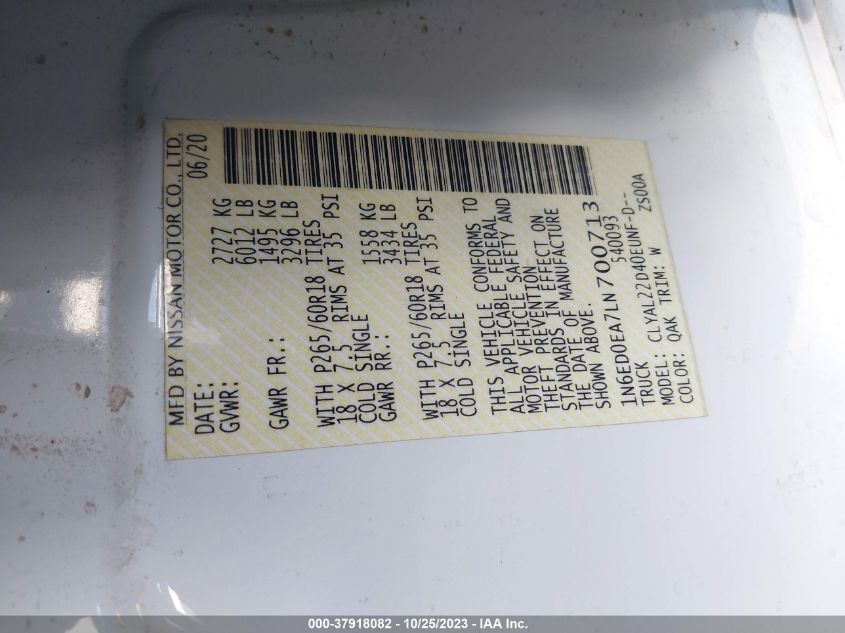 MFD BY NISSAN MOTOR CO., LTD.
DATE: 06/20
GVWR: 2727 KG
6012 LB
GAWR FR.: 1495 KG
3296 LB
WITH P265/60R18 TIRES
18 X 7.5 RIMS AT 35 PSI
COLD SINGLE
GAWR RR.: 1558 KG
3434 LB
WITH P265/60R18 TIRES
18 X 7.5 RIMS AT 35 PSI
COLD SINGLE
THIS VEHICLE CONFORMS TO
ALL APPLICABLE FEDERAL
MOTOR VEHICLE SAFETY AND
THEFT PREVENTION
STANDARDS IN EFFECT ON
THE DATE OF MANUFACTURE
SHOWN ABOVE.
1N6ED0EA7LN700713
TRUCK 540093
MODEL: CLYAL22D40EUNF-D--
COLOR: QAK TRIM: W ZS00A
000-37918082 - 10/25/2023 - IAA Inc.